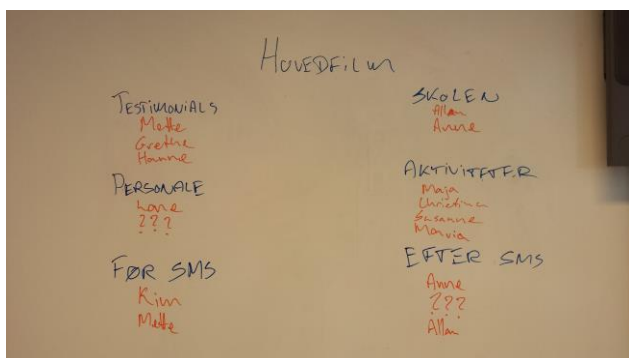 HOVEDFILM
TESTIMONIALS
Mette
Grethe
Hanne
PERSONALE
Lone
???
FØR SMS
Kim
Mette
SKOLEN
Allan
Anne
AKTIVITETER
Maja
Christina
Susanne
Marvin
EFTER SMS
Anne
???
Allan